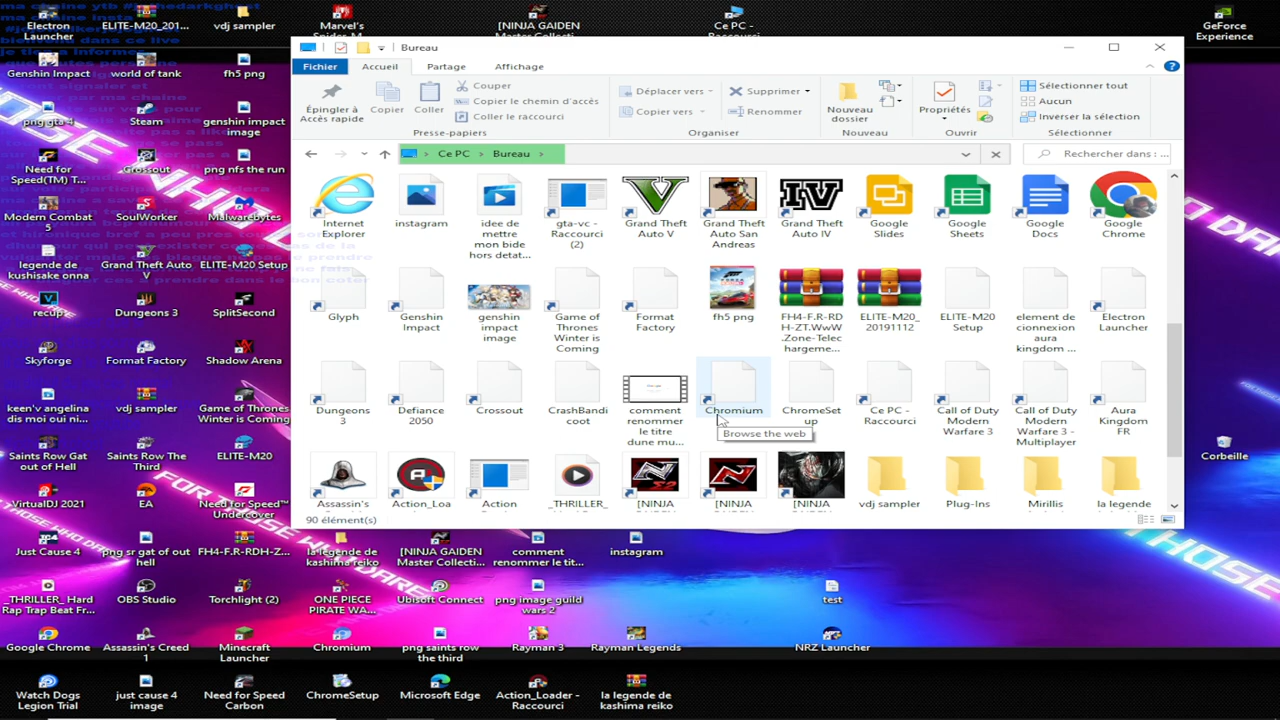 Electron
Launcher
ELITE-M20_201...
vdj sampler
Marvel's
Spider-M
[NINJA GAIDEN
Master Collecti
Ce PC -
Raccourci
GeForce
Experience
Genshin Impact
world of tank
fh5 png
png gta 4
Steam
genshin impact
image
Need for
Speed(TM) T...
Crossout
png nfs the run
Modern Combat
5
SoulWorker
Malwarebytes
legende de
kushisake onna
Grand Theft Auto
V
ELITE-M20 Setup
recup
Dungeons 3
SplitSecond
Skyforge
Format Factory
Shadow Arena
keen'v angelina
dis moi oui ni...
vdj sampler
Game of Thrones
Winter is Coming
Saints Row Gat
out of Hell
Saints Row The
Third
ELITE-M20
VirtualDJ 2021
EA
Need for Speed™
Undercover
Just Cause 4
png sr gat of out
hell
FH4-F.R-RDH-Z...
la legende de
kashima reiko
[NINJA GAIDEN
Master Collecti...
comment
renommer le tit...
instagram
_THRILLER_ Hard
Rap Trap Beat Fr...
OBS Studio
Torchlight (2)
ONE PIECE
PIRATE WA...
Ubisoft Connect
png image guild
wars 2
test
Google Chrome
Assassin's Creed
1
Minecraft
Launcher
Chromium
png saints row
the third
Rayman 3
Rayman Legends
NRZ Launcher
Watch Dogs
Legion Trial
just cause 4
image
Need for Speed
Carbon
ChromeSetup
Microsoft Edge
Action_Loader -
Raccourci
la legende de
kashima reiko
Corbeille
Bureau
Fichier
Accueil
Partage
Affichage
Épingler à
Accès rapide
Copier
Coller
Couper
Copier le chemin d'accès
Coller le raccourci
Presse-papiers
Déplacer vers
Copier vers
Supprimer
Renommer
Organiser
Nouveau
dossier
Nouveau
Propriétés
Ouvrir
Sélectionner tout
Aucun
Inverser la sélection
Sélectionner
Ce PC
Bureau
Rechercher dans : ...
Internet
Explorer
instagram
idee de
mettre
mon bide
hors detat...
gta-vc -
Raccourci
(2)
Grand Theft
Auto V
Grand Theft
Auto San
Andreas
Grand Theft
Auto IV
Google
Slides
Google
Sheets
Google
Docs
Google
Chrome
Glyph
Genshin
Impact
genshin
impact
image
Game of
Thrones
Winter is
Coming
Format
Factory
fh5 png
FH4-F.R-RD
H-ZT.WwW
.Zone-Telec
hargeme...
ELITE-M20_
20191112
ELITE-M20
Setup
element de
cionnexion
aura
kingdom ...
Electron
Launcher
Dungeons
3
Defiance
2050
Crossout
CrashBandi
coot
comment
renommer
le titre
dune mu...
Chromium
Browse the web
ChromeSet
up
Ce PC -
Raccourci
Call of Duty
Modern
Warfare 3
Call of Duty
Modern
Warfare 3 -
Multiplayer
Aura
Kingdom
FR
Assassin's
Action_Loa
Action
_THRILLER_
[NINJA
[NINJA
[NINJA
vdj sampler
Plug-Ins
Mirillis
la legende
90 élément(s)